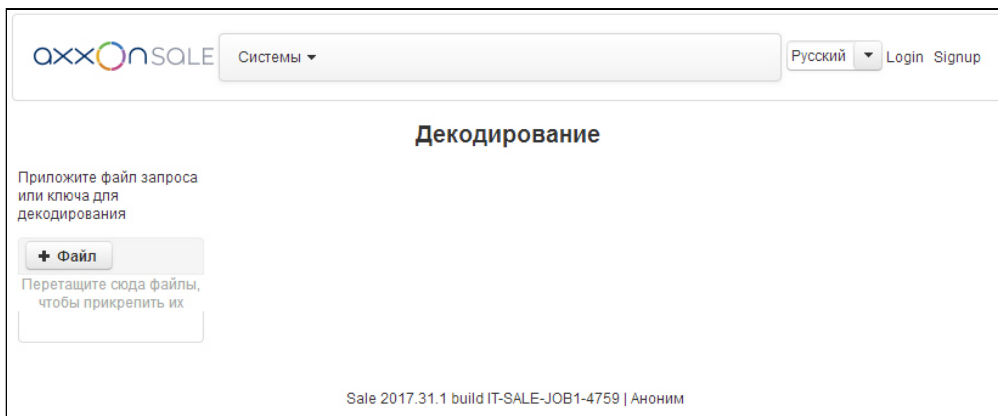 axxOnSALE Системы Русский Login Signup
Декодирование
Приложите файл запроса
или ключа для
декодирования
+ Файл
Перетащите сюда файлы,
чтобы прикрепить их
Sale 2017.31.1 build IT-SALE-JOB1-4759 | Аноним